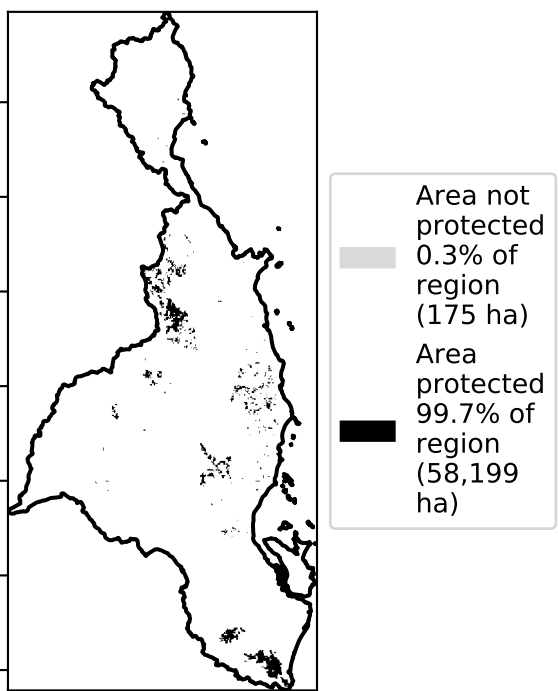 Area not
protected
0.3% of
region
(175 ha)
Area
protected
99.7% of
region
(58,199
ha)